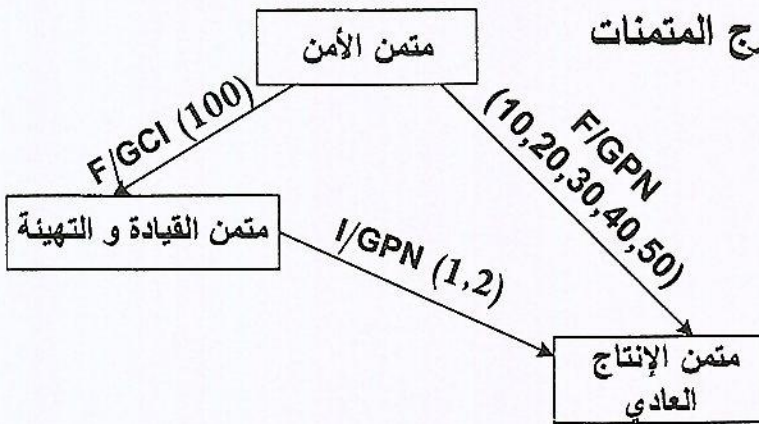 ج المتمنات
متمن الأمن
F/GCI (100)
F/GPN
(10,20,30,40,50)
متمن القيادة و التهيئة
I/GPN (1,2)
متمن الإنتاج
العادي